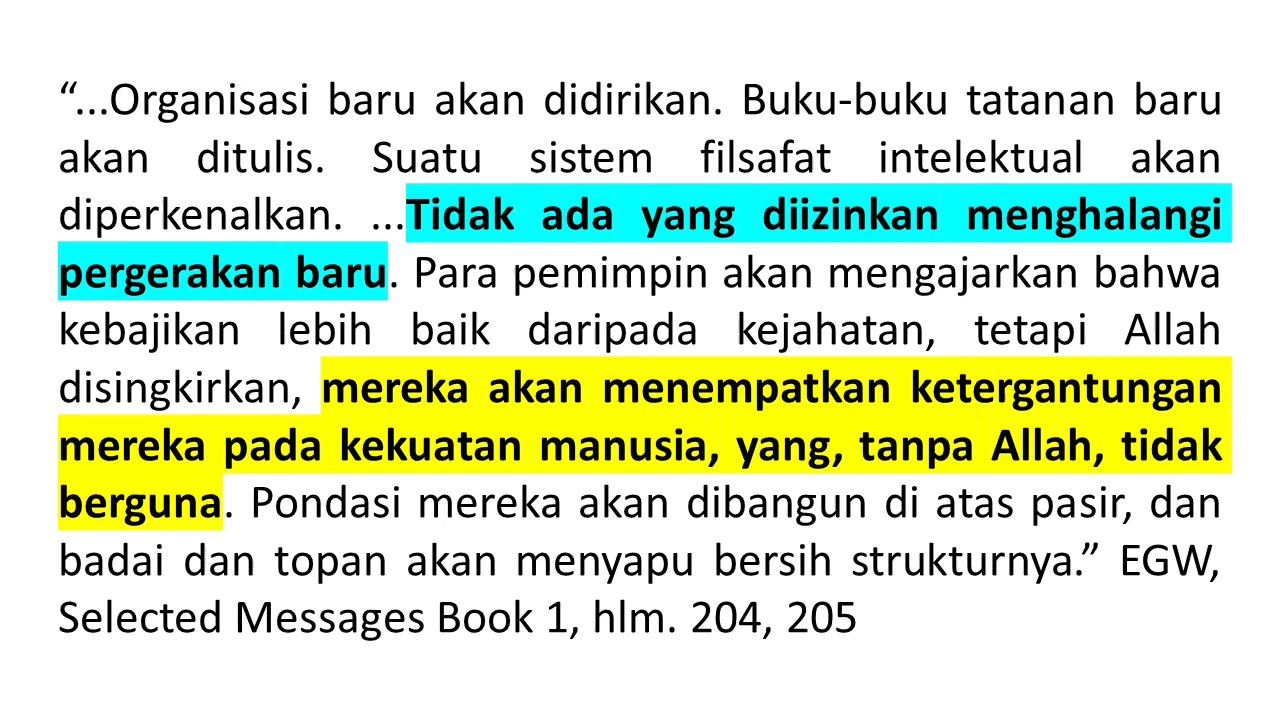 “...Organisasi baru akan didirikan. Buku-buku tatanan baru
akan ditulis. Suatu sistem filsafat intelektual akan
diperkenalkan. ...Tidak ada yang diizinkan menghalangi
pergerakan baru. Para pemimpin akan mengajarkan bahwa
kebajikan lebih baik daripada kejahatan, tetapi Allah
disingkirkan, mereka akan menempatkan ketergantungan
mereka pada kekuatan manusia, yang, tanpa Allah, tidak
berguna. Pondasi mereka akan dibangun di atas pasir, dan
badai dan topan akan menyapu bersih strukturnya.” EGW,
Selected Messages Book 1, hlm. 204, 205